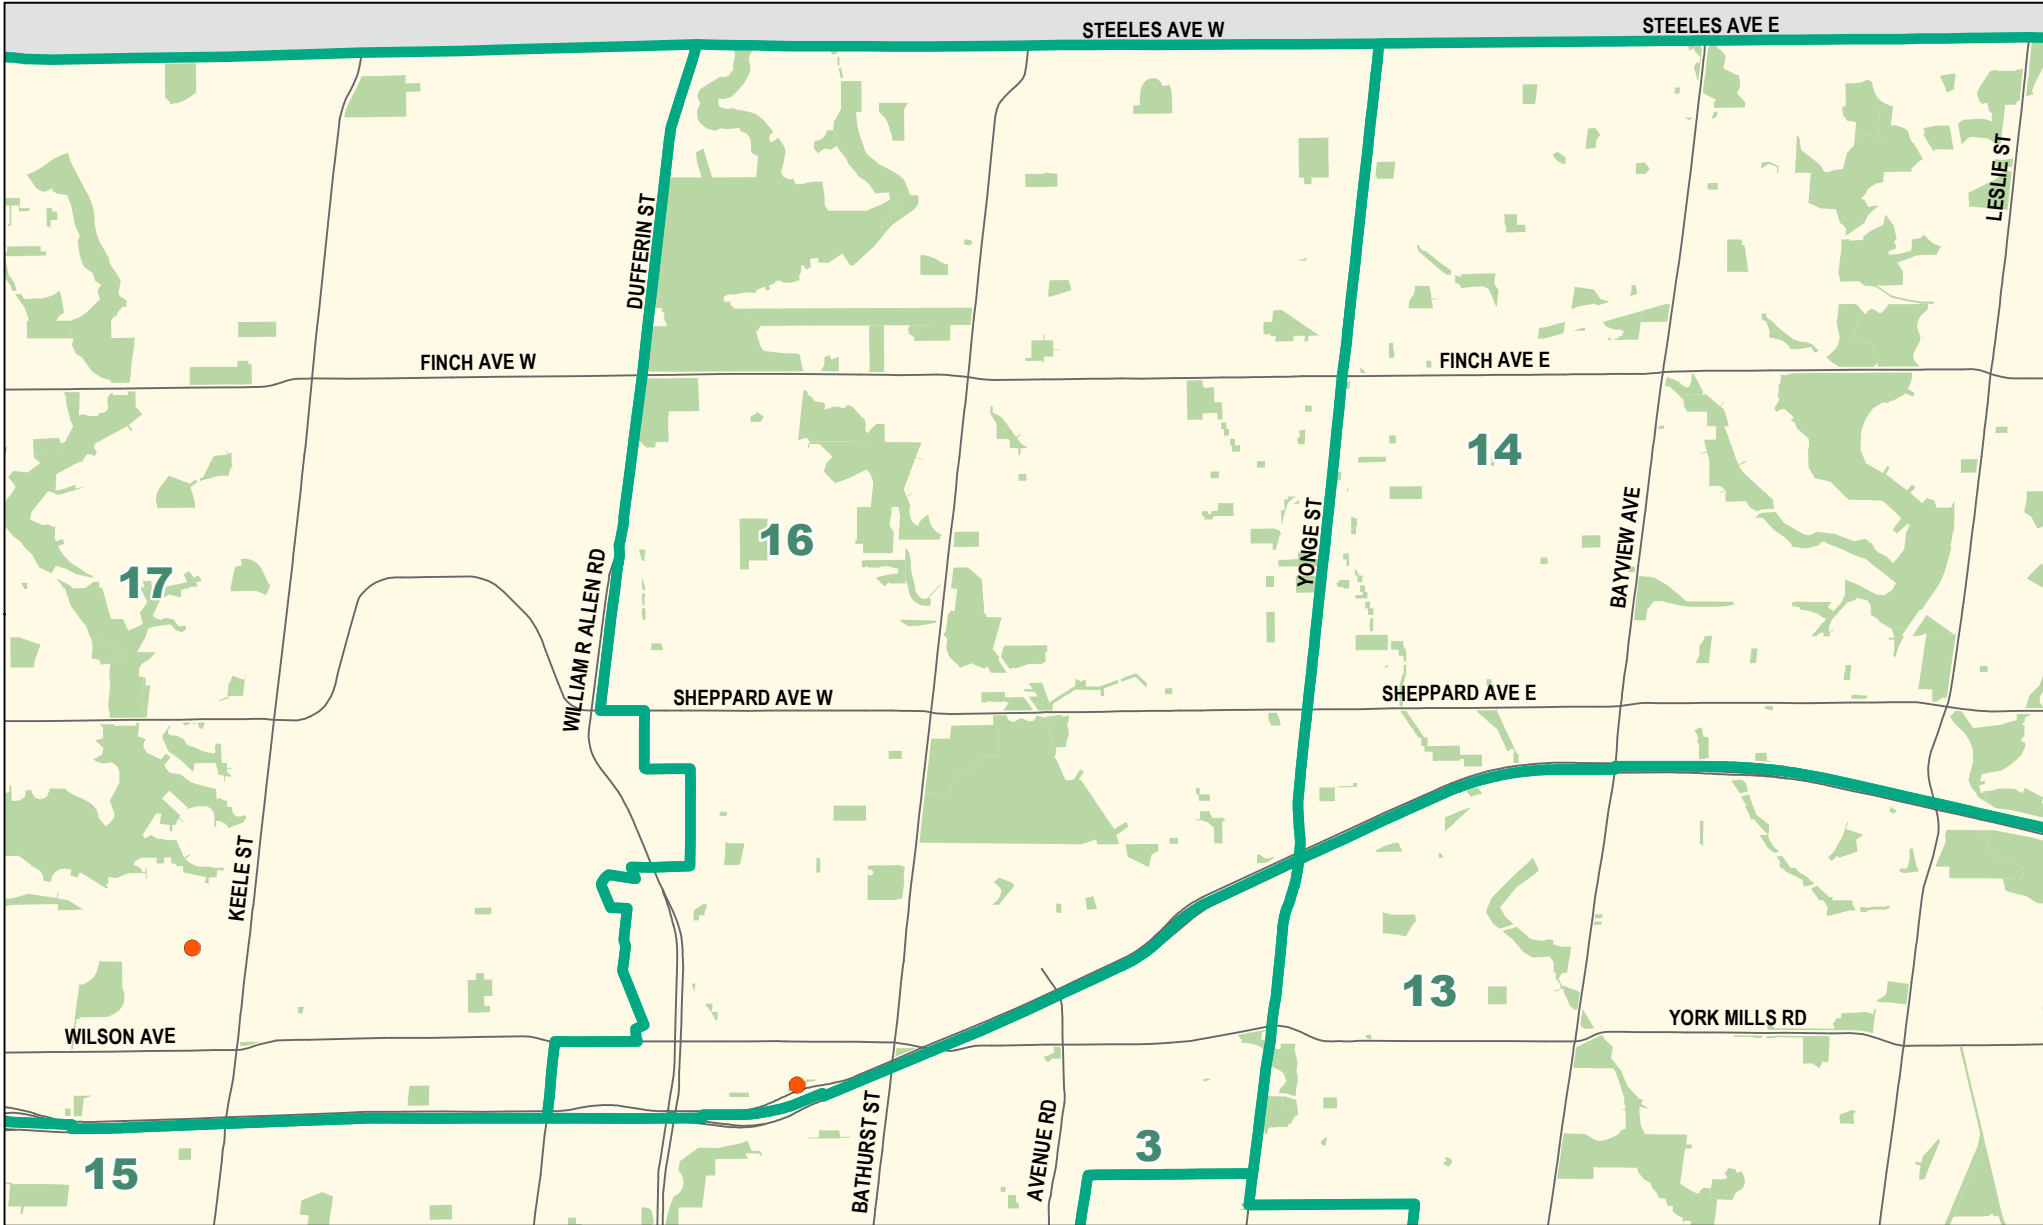 STEELES AVE W
STEELES AVE E
LESLIE ST
DUFFERIN ST
FINCH AVE W
FINCH AVE E
14
16
YONGE ST
BAYVIEW AVE
17
WILLIAM R ALLEN RD
SHEPPARD AVE W
SHEPPARD AVE E
KEELE ST
13
WILSON AVE
YORK MILLS RD
BATHURST ST
AVENUE RD
3
15